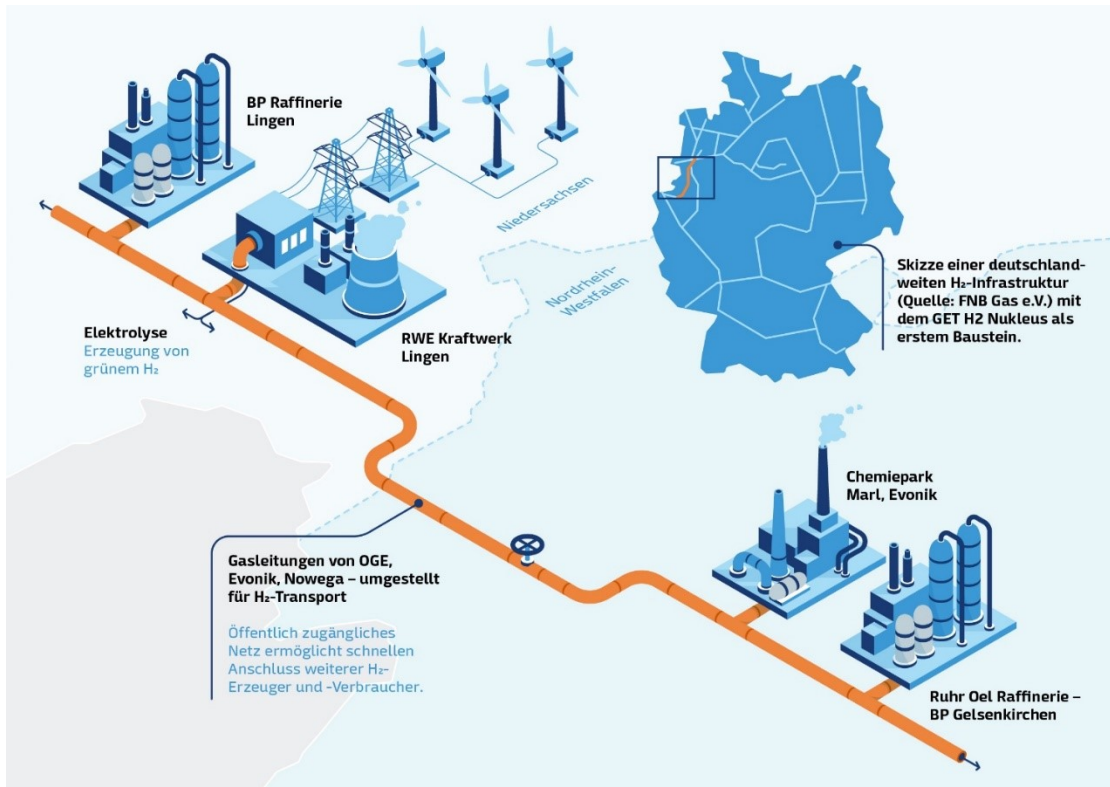 BP Raffinerie
Lingen
Niedersachsen
Nordrhein-
Westfalen
Skizze einer deutschland-
weiten H₂-Infrastruktur
(Quelle: FNB Gas e.V.) mit
dem GET H2 Nukleus als
erstem Baustein.
Elektrolyse
Erzeugung von
grünem H₂
RWE Kraftwerk
Lingen
Chemiepark
Marl, Evonik
Gasleitungen von OGE,
Evonik, Nowega – umgestellt
für H₂-Transport
Öffentlich zugängliches
Netz ermöglicht schnellen
Anschluss weiterer H₂-
Erzeuger und -Verbraucher.
Ruhr Oel Raffinerie –
BP Gelsenkirchen